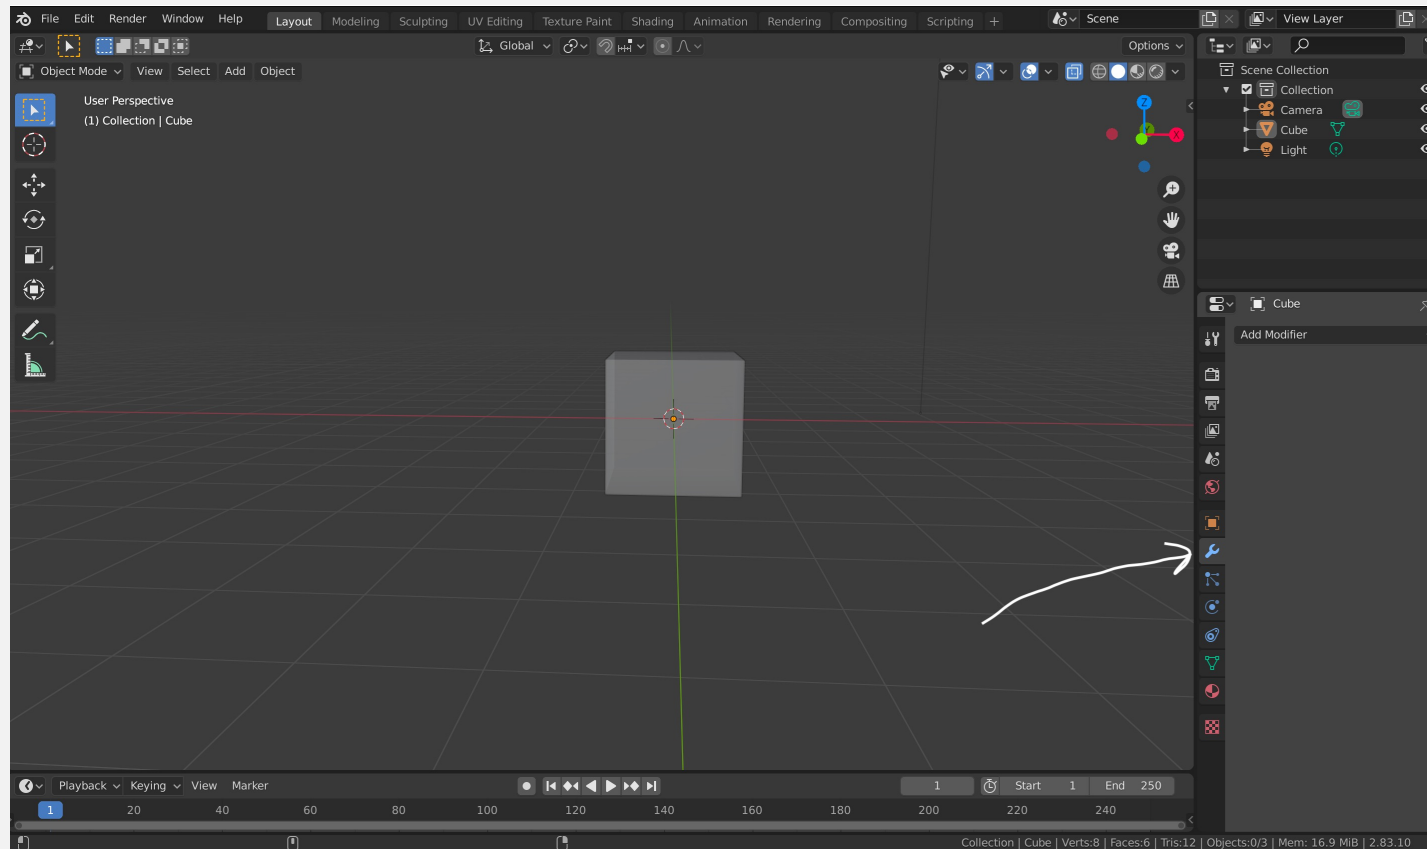 File Edit Render Window Help Layout Modeling Sculpting UV Editing Texture Paint Shading Animation Rendering Compositing Scripting + Scene View Layer
Global Options
Object Mode View Select Add Object
User Perspective
(1) Collection | Cube
Z
Y
X
Scene Collection
Collection
Camera
Cube
Light
Cube
Add Modifier
Playback Keying View Marker 1 Start 1 End 250
1 20 40 60 80 100 120 140 160 180 200 220 240
Collection | Cube | Verts:8 | Faces:6 | Tris:12 | Objects:0/3 | Mem: 16.9 MiB | 2.83.10